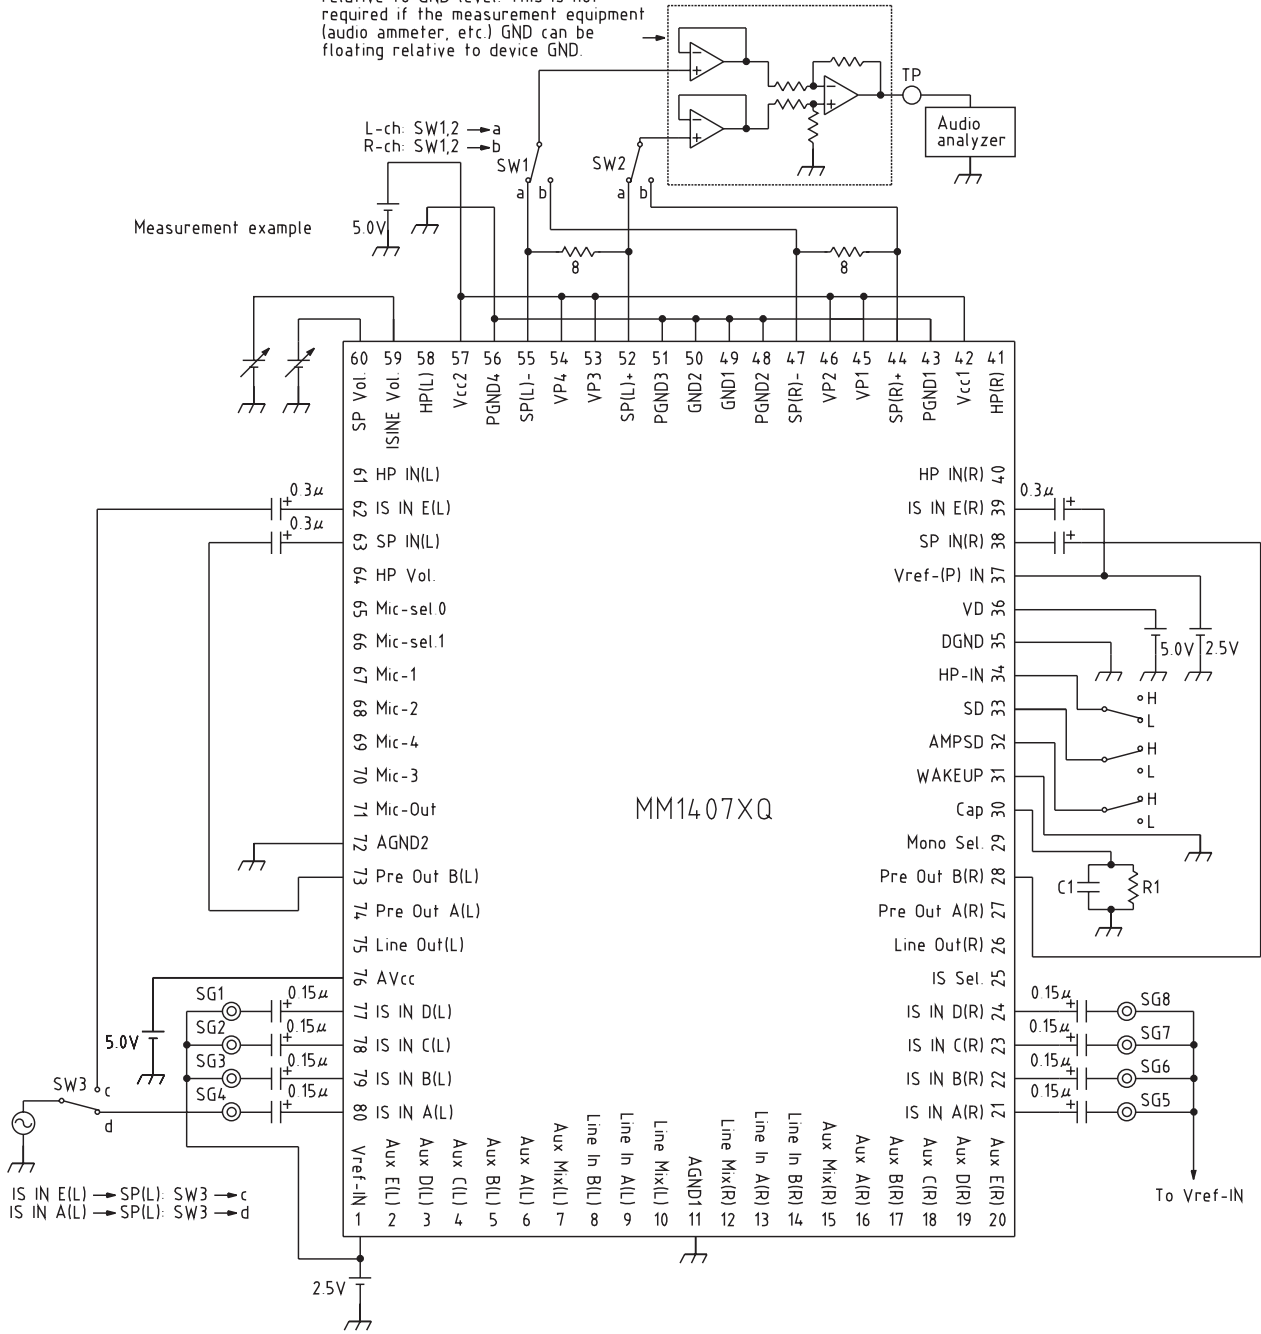 relative to GND level. This is not
required if the measurement equipment
(audio ammeter, etc.) GND can be
floating relative to device GND.
TP
Audio
analyzer
L-ch: SW1,2 → a
R-ch: SW1,2 → b
SW1
SW2
a b
a b
Measurement example
5.0V
8
8
60 59 58 57 56 55 54 53 52 51 50 49 48 47 46 45 44 43 42 41
SP Vol.
ISINE Vol.
HP(L)
Vcc2
PGND4
SP(L)-
VP4
VP3
SP(L)+
PGND3
GND2
GND1
PGND2
SP(R)-
VP2
VP1
SP(R)+
PGND1
Vcc1
HP(R)
61 HP IN(L)
0.3μ
+
62 IS IN E(L)
0.3μ
+
63 SP IN(L)
64 HP Vol.
65 Mic-sel.0
66 Mic-sel.1
67 Mic-1
68 Mic-2
69 Mic-4
70 Mic-3
71 Mic-Out
72 AGND2
73 Pre Out B(L)
74 Pre Out A(L)
75 Line Out(L)
76 AVcc
77 IS IN D(L)
78 IS IN C(L)
79 IS IN B(L)
80 IS IN A(L)
MM1407XQ
HP IN(R) 40
IS IN E(R) 39
0.3μ
+
SP IN(R) 38
+
Vref-(P) IN 37
VD 36
DGND 35
5.0V
2.5V
HP-IN 34
H
L
SD 33
H
L
AMPSD 32
H
L
WAKEUP 31
Cap 30
Mono Sel. 29
C1
R1
Pre Out B(R) 28
Pre Out A(R) 27
Line Out(R) 26
IS Sel. 25
IS IN D(R) 24
IS IN C(R) 23
IS IN B(R) 22
IS IN A(R) 21
0.15μ
+
SG8
0.15μ
+
SG7
0.15μ
+
SG6
0.15μ
+
SG5
To Vref-IN
SG1
0.15μ
+
SG2
0.15μ
+
SG3
0.15μ
+
SG4
0.15μ
+
5.0V
SW3
c
d
IS IN E(L) → SP(L): SW3 → c
IS IN A(L) → SP(L): SW3 → d
Vref-IN
Aux E(L)
Aux D(L)
Aux C(L)
Aux B(L)
Aux A(L)
Aux Mix(L)
Line In B(L)
Line In A(L)
Line Mix(L)
AGND1
Line Mix(R)
Line In A(R)
Line In B(R)
Aux Mix(R)
Aux A(R)
Aux B(R)
Aux C(R)
Aux D(R)
Aux E(R)
1 2 3 4 5 6 7 8 9 10 11 12 13 14 15 16 17 18 19 20
2.5V